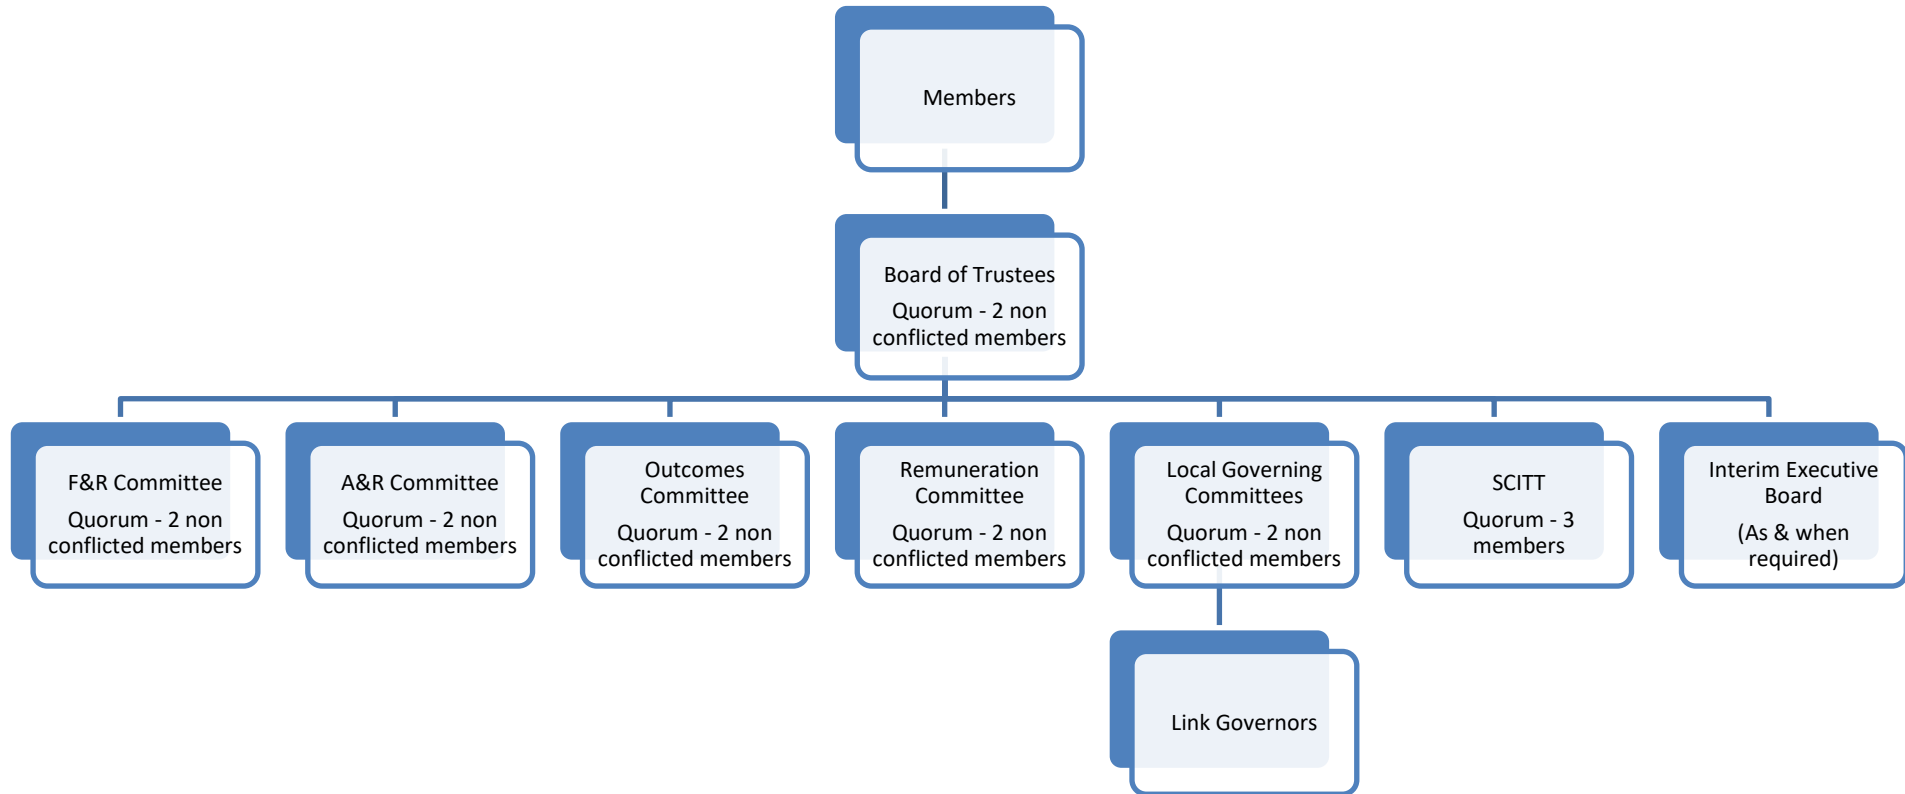 Members
Board of Trustees
Quorum - 2 non
conflicted members
F&R Committee
Quorum - 2 non
conflicted members
A&R Committee
Quorum - 2 non
conflicted members
Outcomes
Committee
Quorum - 2 non
conflicted members
Remuneration
Committee
Quorum - 2 non
conflicted members
Local Governing
Committees
Quorum - 2 non
conflicted members
SCITT
Quorum - 3
members
Interim Executive
Board
(As & when
required)
Link Governors